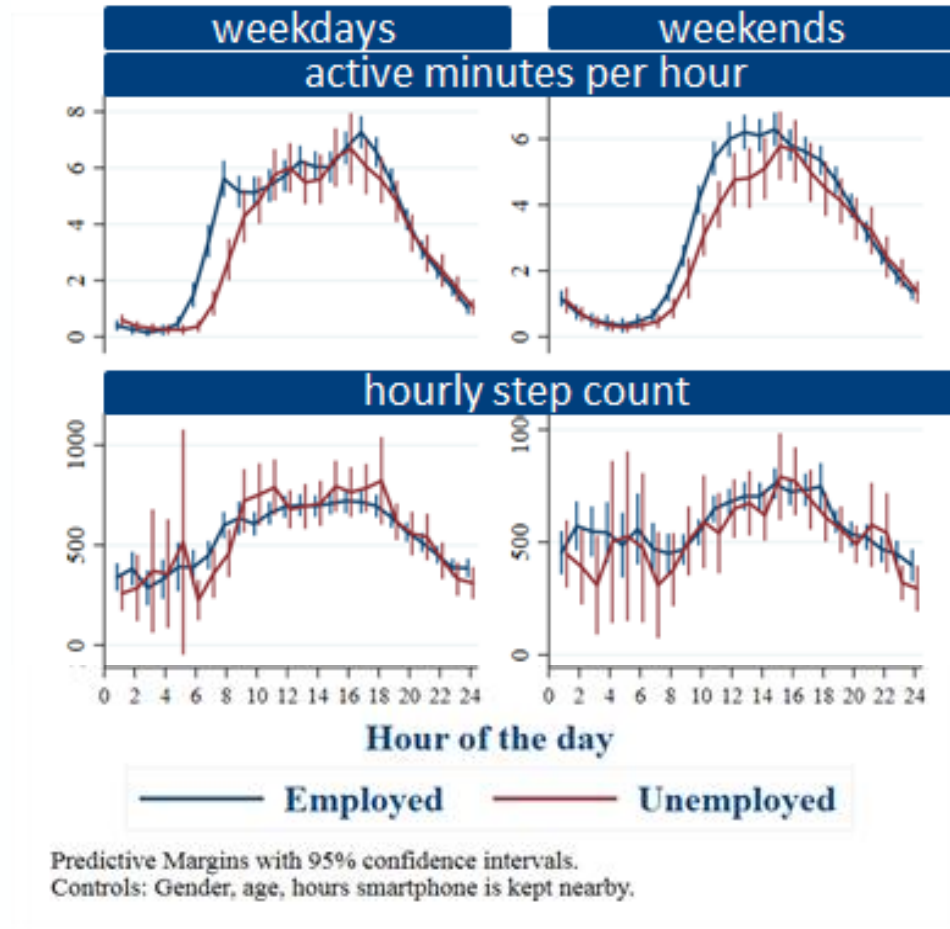 weekdays weekends
active minutes per hour
8
6
4
2
0
6
4
2
0
hourly step count
1000
500
0
100
500
0
0 2 4 6 8 10 12 14 16 18 20 22 24 0 2 4 6 8 10 12 14 16 18 20 22 24
Hour of the day
Employed Unemployed
Predictive Margins with 95% confidence intervals.
Controls: Gender, age, hours smartphone is kept nearby.